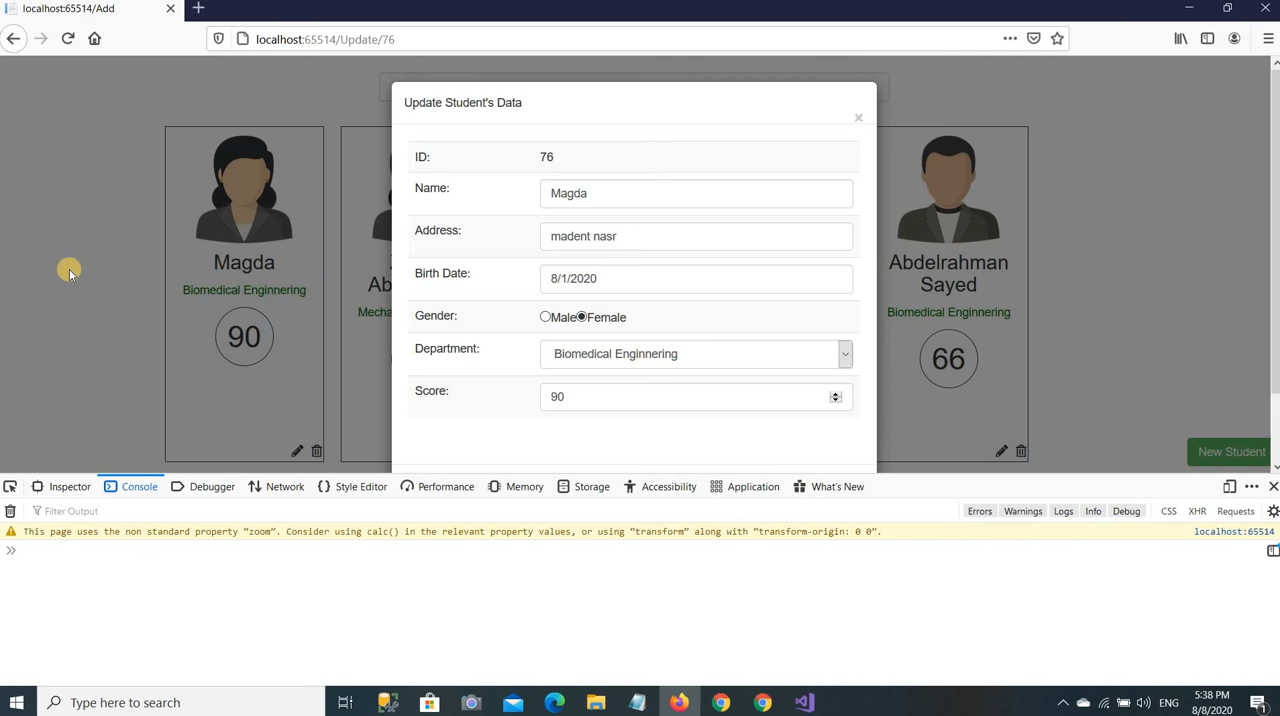 localhost:65514/Add
localhost:65514/Update/76
Update Student's Data
×
ID: 76
Name: Magda
Address: madent nasr
Birth Date: 8/1/2020
Gender: Male Female
Department: Biomedical Enginnering
Score: 90
Magda
Biomedical Enginnering
90
Ab
Mecha
Abdelrahman
Sayed
Biomedical Enginnering
66
New Student
Inspector Console Debugger Network Style Editor Performance Memory Storage Accessibility Application What's New
Filter Output Errors Warnings Logs Info Debug CSS XHR Requests
This page uses the non standard property “zoom”. Consider using calc() in the relevant property values, or using “transform” along with “transform-origin: 0 0”. localhost:65514
Type here to search
ENG
5:38 PM
8/8/2020
1